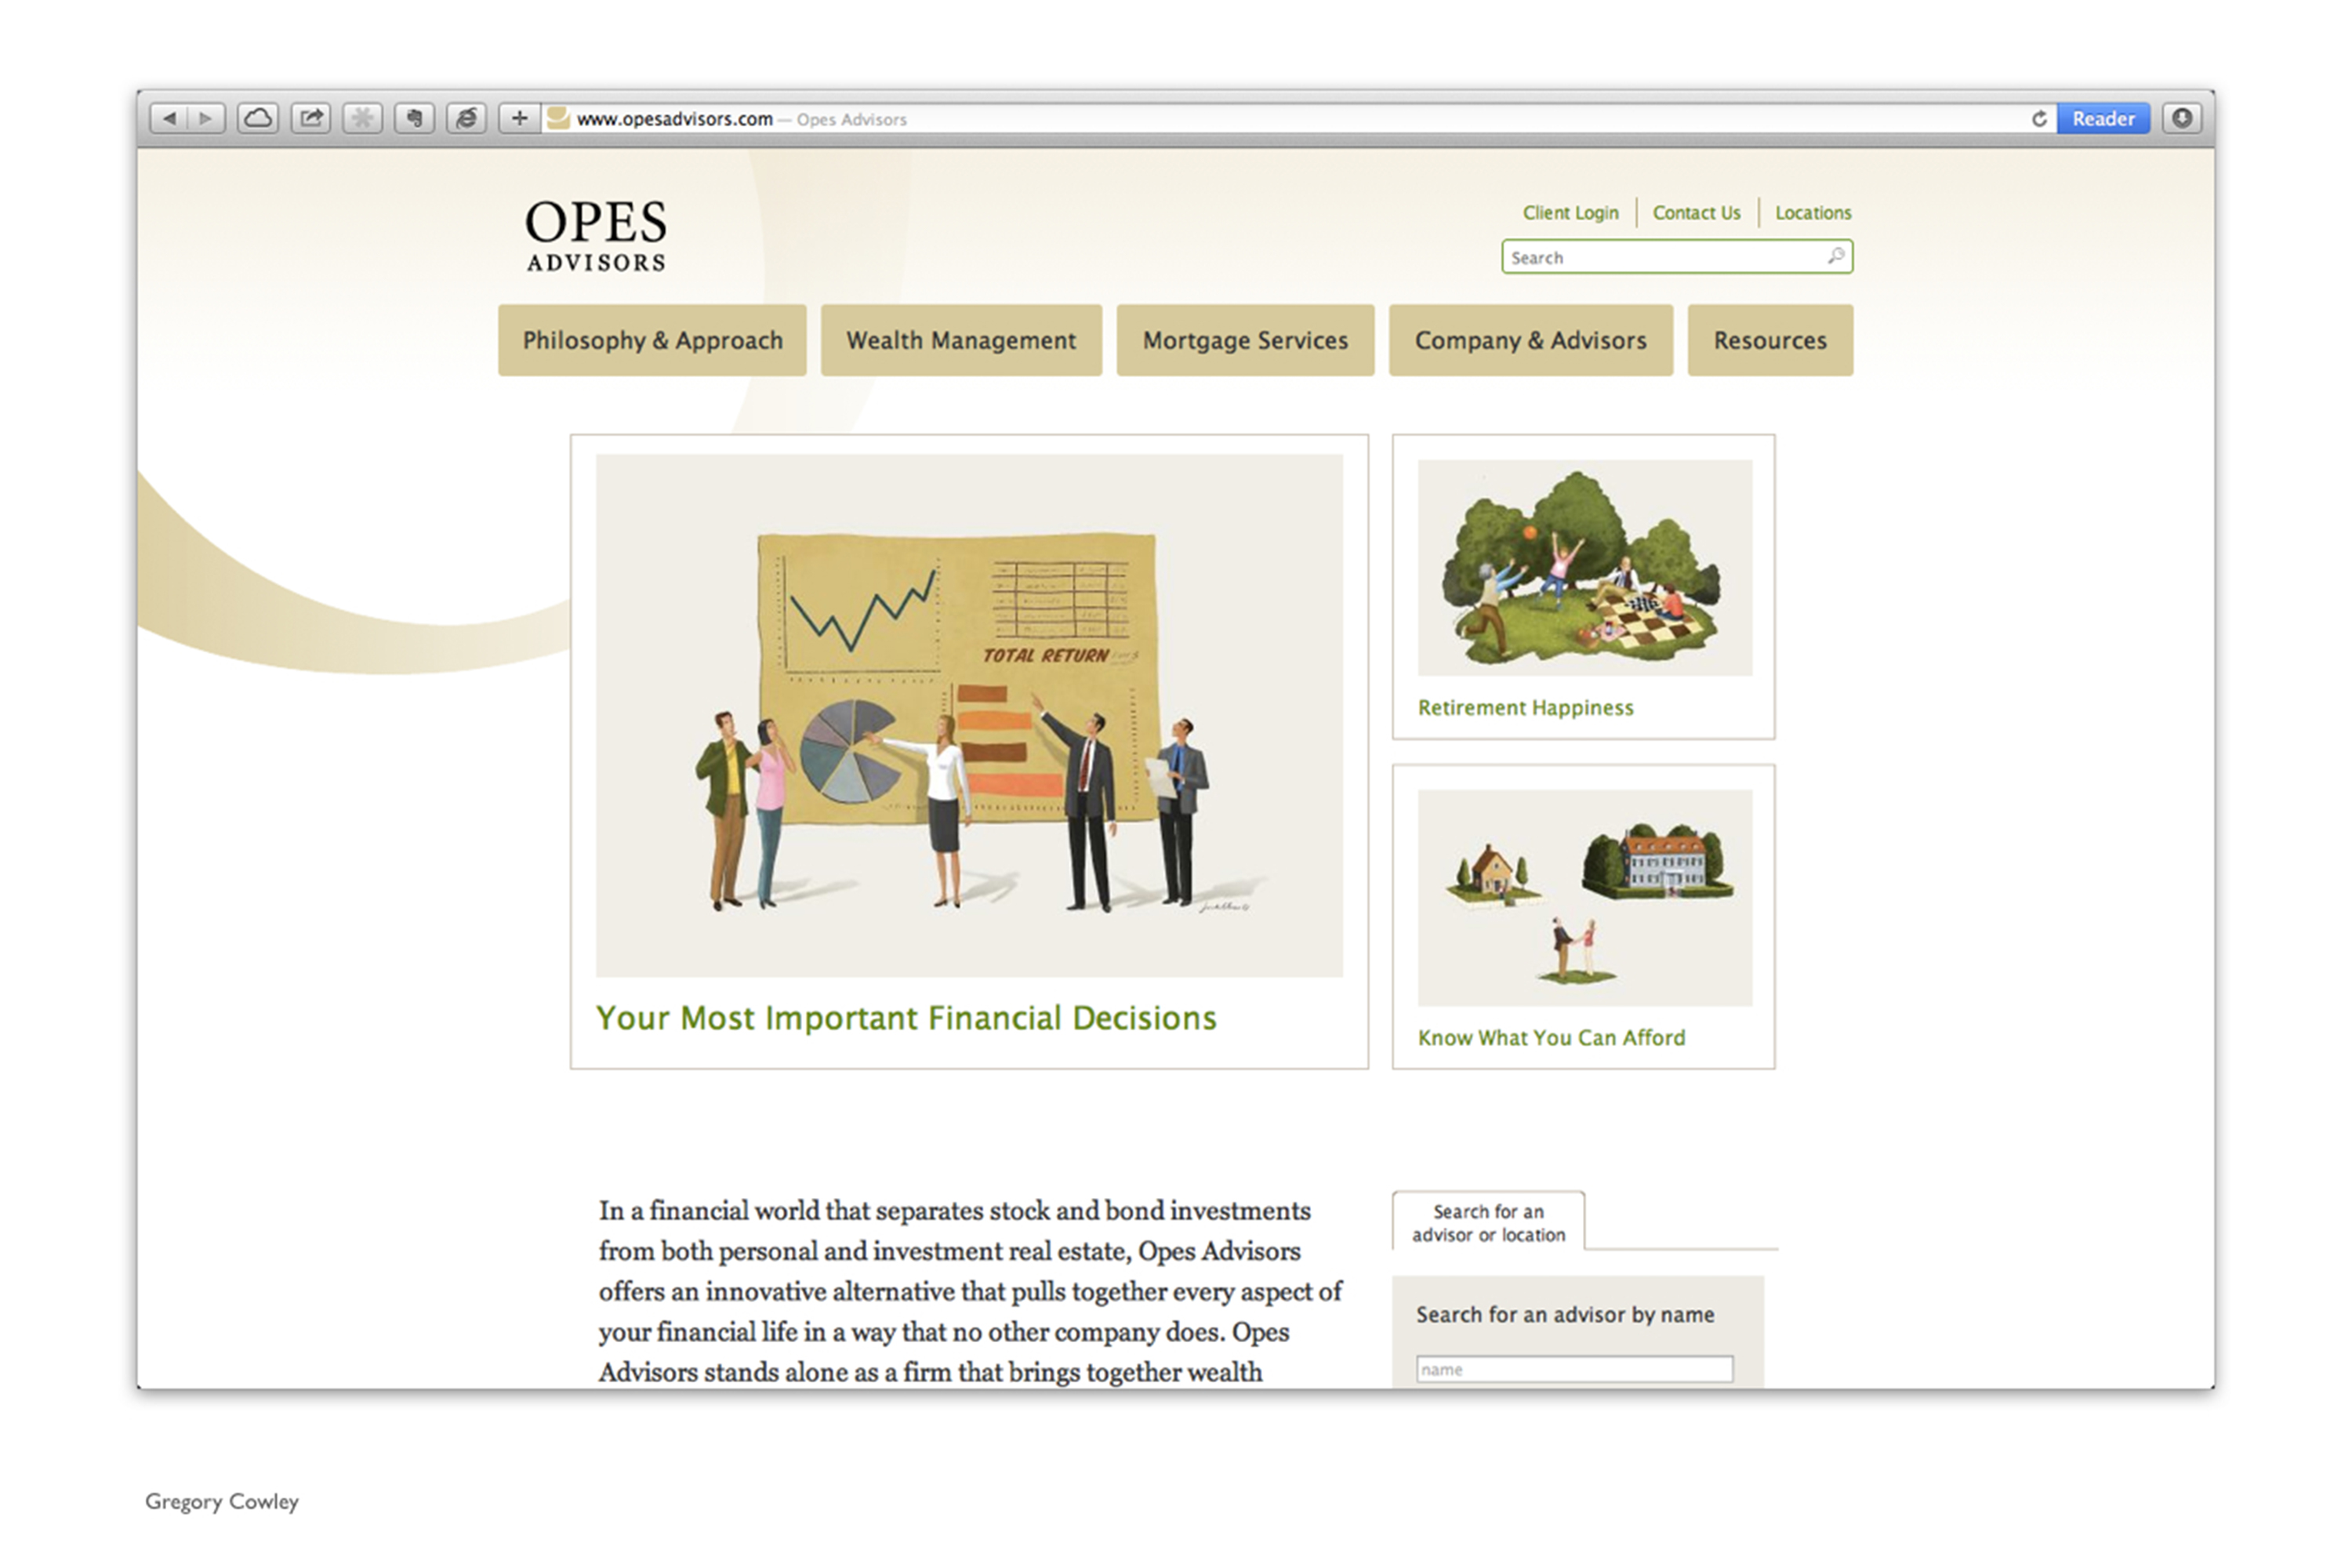 www.opesadvisors.com — Opes Advisors
Reader
OPES
ADVISORS
Client Login
Contact Us
Locations
Search
Philosophy & Approach
Wealth Management
Mortgage Services
Company & Advisors
Resources
TOTAL RETURN
Your Most Important Financial Decisions
Retirement Happiness
Know What You Can Afford
In a financial world that separates stock and bond investments
from both personal and investment real estate, Opes Advisors
offers an innovative alternative that pulls together every aspect of
your financial life in a way that no other company does. Opes
Advisors stands alone as a firm that brings together wealth
Search for an
advisor or location
Search for an advisor by name
name
Gregory Cowley